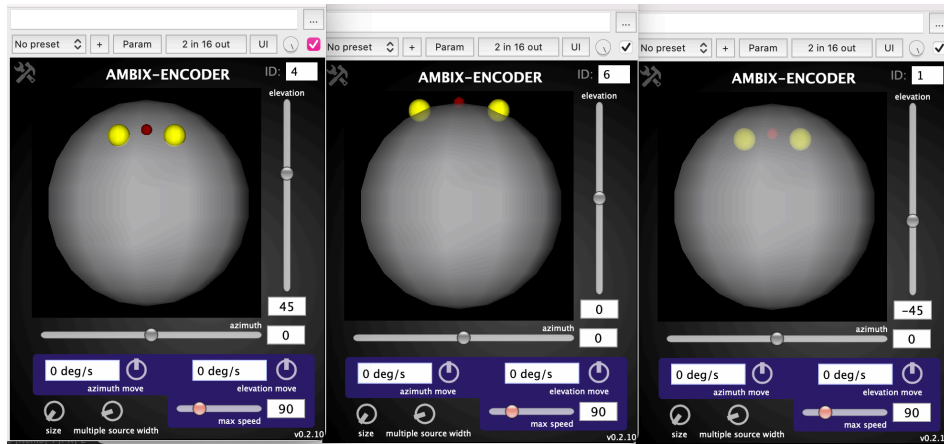 ...
No preset + Param 2 in 16 out UI
AMBIX-ENCODER ID: 4
elevation
45
azimuth
0
0 deg/s 0 deg/s
azimuth move elevation move
90
max speed
size multiple source width
v0.2.10
...
No preset + Param 2 in 16 out UI
AMBIX-ENCODER ID: 6
elevation
0
azimuth
0
0 deg/s 0 deg/s
azimuth move elevation move
90
max speed
size multiple source width
v0.2.10
...
No preset + Param 2 in 16 out UI
AMBIX-ENCODER ID: 1
elevation
-45
azimuth
0
0 deg/s 0 deg/s
azimuth move elevation move
90
max speed
size multiple source width
v0.2.1